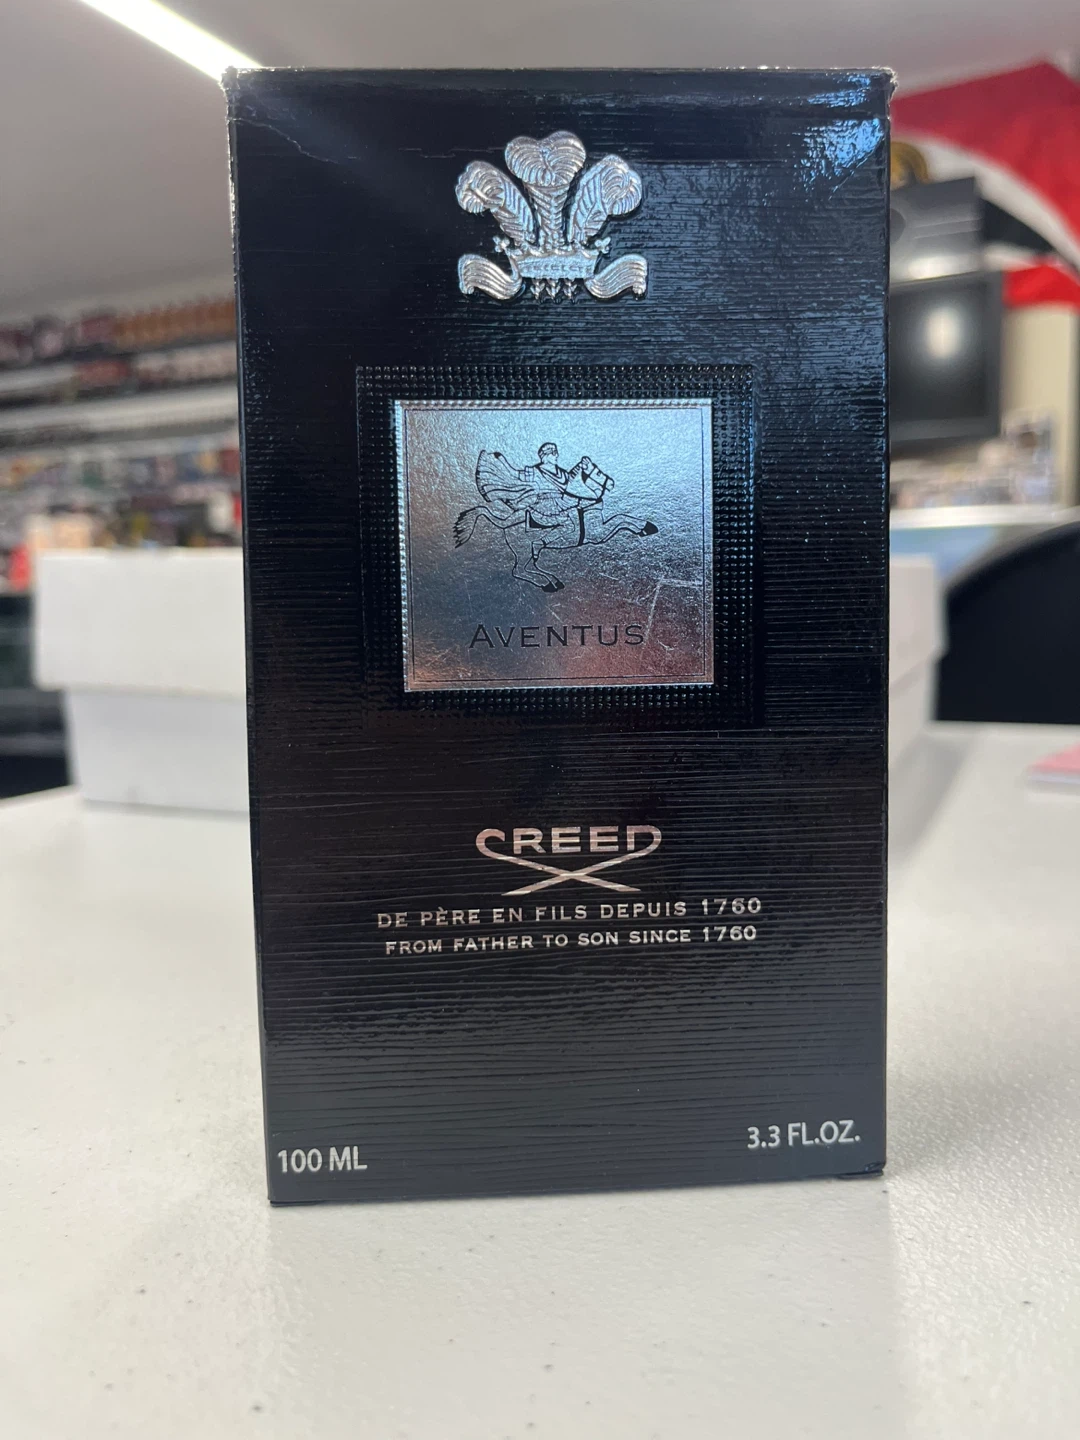 AVENTUS
CREED
DE PÈRE EN FILS DEPUIS 1760
FROM FATHER TO SON SINCE 1760
100 ML
3.3 FL.OZ.